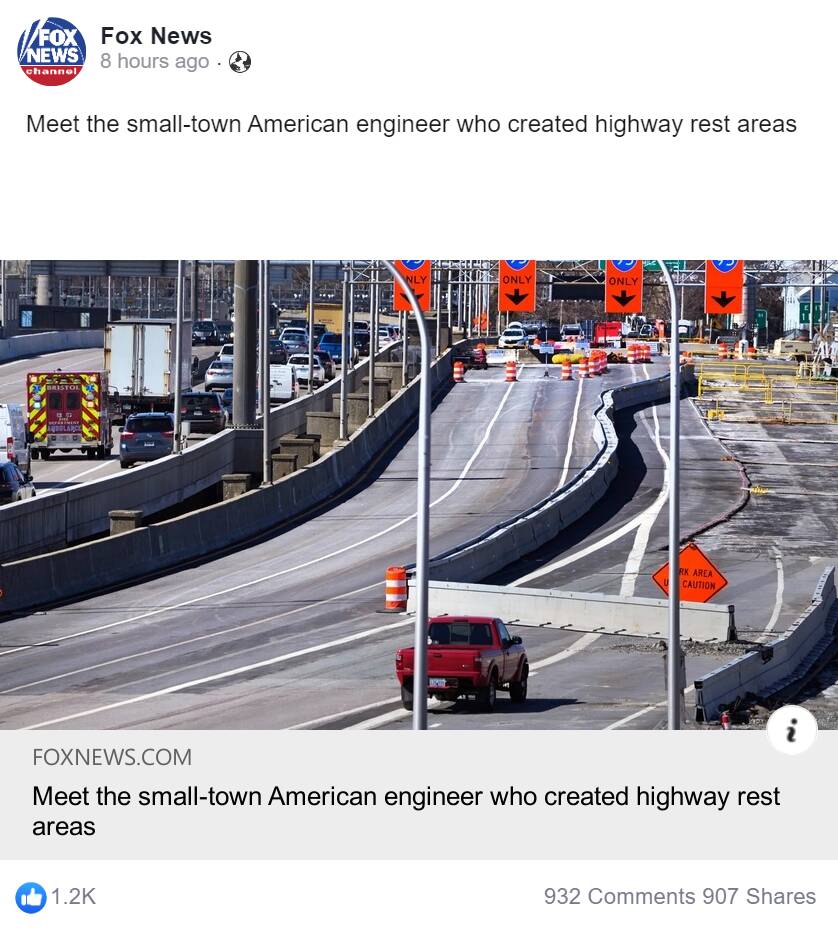 FOX
NEWS
channel
Fox News
8 hours ago ·
Meet the small-town American engineer who created highway rest areas
ONLY
ONLY
ONLY
BRISTOL
AMBULANCE
RK AREA
CAUTION
i
FOXNEWS.COM
Meet the small-town American engineer who created highway rest
areas
1.2K
932 Comments 907 Shares